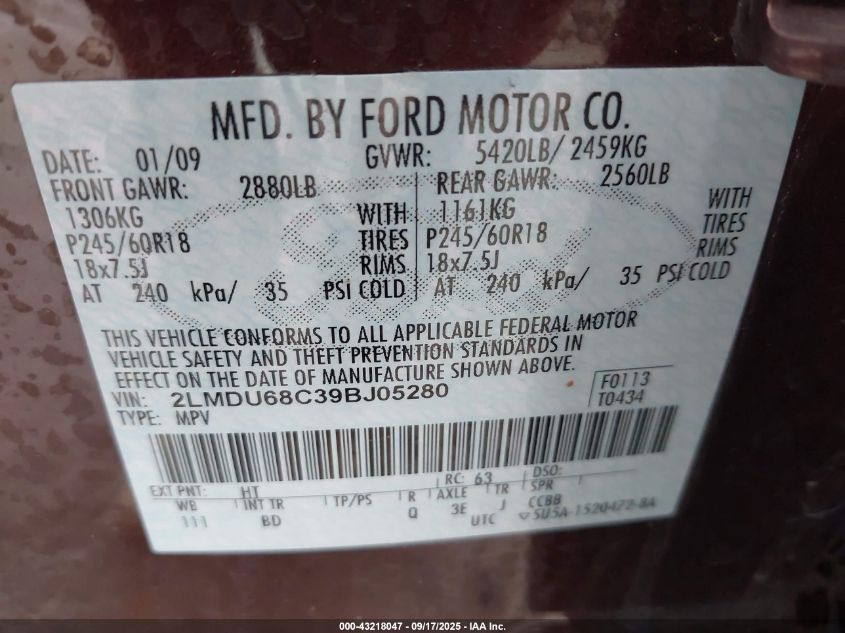 MFD. BY FORD MOTOR CO.
DATE: 01/09 GVWR: 5420LB/ 2459KG
FRONT GAWR: 2880LB REAR GAWR: 2560LB
1306KG WITH 1161KG WITH
P245/60R18 TIRES P245/60R18 TIRES
18x7.5J RIMS 18x7.5J RIMS
AT 240 kPa/ 35 PSI COLD AT 240 kPa/ 35 PSI COLD
THIS VEHICLE CONFORMS TO ALL APPLICABLE FEDERAL MOTOR
VEHICLE SAFETY AND THEFT PREVENTION STANDARDS IN
EFFECT ON THE DATE OF MANUFACTURE SHOWN ABOVE.
VIN: 2LMDU68C39BJ05280 F0113
TYPE: MPV T0434
EXT PNT: HT RC: 63 DSO:
WB INT TR TP/PS R AXLE TR SPR
111 BD Q 3E J CCBB
UTC 5U5A-1520472-BA
000-43218047 - 09/17/2025 - IAA Inc.